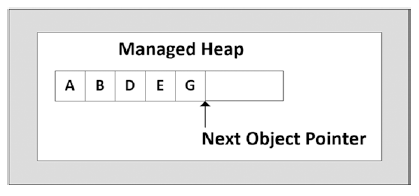 Managed Heap
A B D E G
Next Object Pointer